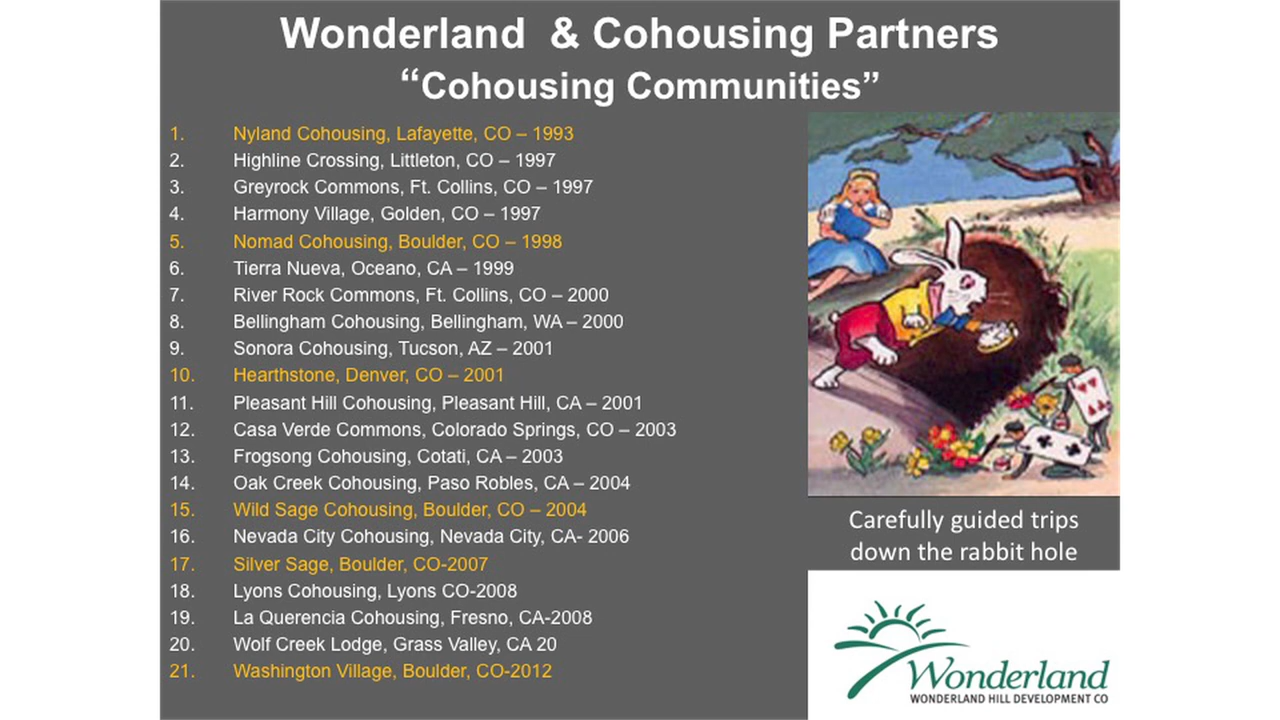 Wonderland & Cohousing Partners
“Cohousing Communities”
1. Nyland Cohousing, Lafayette, CO – 1993
2. Highline Crossing, Littleton, CO – 1997
3. Greyrock Commons, Ft. Collins, CO – 1997
4. Harmony Village, Golden, CO – 1997
5. Nomad Cohousing, Boulder, CO – 1998
6. Tierra Nueva, Oceano, CA – 1999
7. River Rock Commons, Ft. Collins, CO – 2000
8. Bellingham Cohousing, Bellingham, WA – 2000
9. Sonora Cohousing, Tucson, AZ – 2001
10. Hearthstone, Denver, CO – 2001
11. Pleasant Hill Cohousing, Pleasant Hill, CA – 2001
12. Casa Verde Commons, Colorado Springs, CO – 2003
13. Frogsong Cohousing, Cotati, CA – 2003
14. Oak Creek Cohousing, Paso Robles, CA – 2004
15. Wild Sage Cohousing, Boulder, CO – 2004
16. Nevada City Cohousing, Nevada City, CA- 2006
17. Silver Sage, Boulder, CO-2007
18. Lyons Cohousing, Lyons CO-2008
19. La Querencia Cohousing, Fresno, CA-2008
20. Wolf Creek Lodge, Grass Valley, CA 20
21. Washington Village, Boulder, CO-2012
Carefully guided trips
down the rabbit hole
Wonderland
WONDERLAND HILL DEVELOPMENT CO